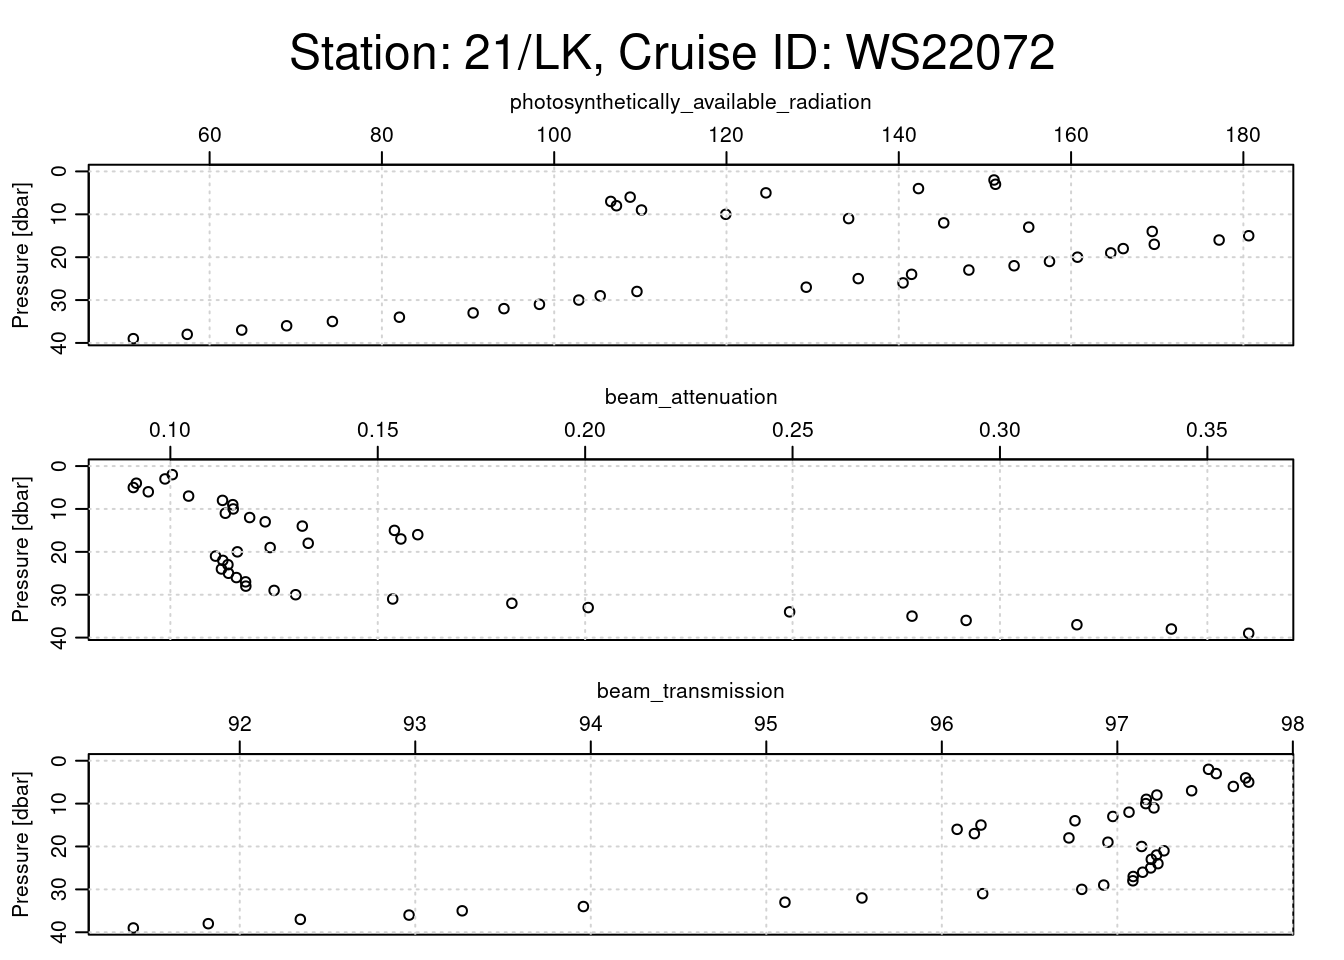 Station: 21/LK, Cruise ID: WS22072
photosynthetically_available_radiation
60 80 100 120 140 160 180
Pressure [dbar]
0
10
20
30
40
beam_attenuation
0.10 0.15 0.20 0.25 0.30 0.35
Pressure [dbar]
0
10
20
30
40
beam_transmission
92 93 94 95 96 97 98
Pressure [dbar]
0
10
20
30
40